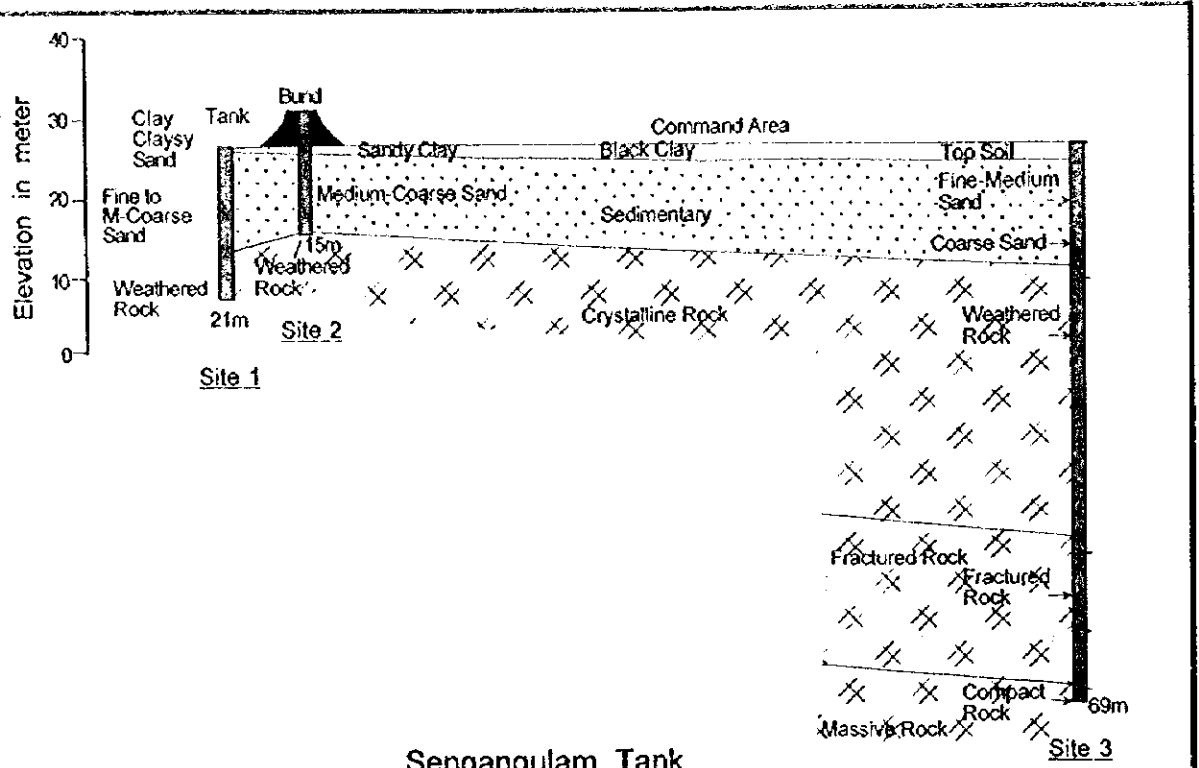 40
30
20
10
0
Elevation in meter
Clay
Claysy
Sand
Tank
Bund
Fine to
M-Coarse
Sand
Weathered
Rock
21m
Site 1
15m
Weathered
Rock
Site 2
Sandy Clay
Medium-Coarse Sand
Command Area
Black Clay
Sedimentary
Crystalline Rock
Top Soil
Fine-Medium
Sand
Coarse Sand
Weathered
Rock
Fractured Rock
Fractured
Rock
Compact
Rock
Massive Rock
69m
Site 3
Sengangulam Tank